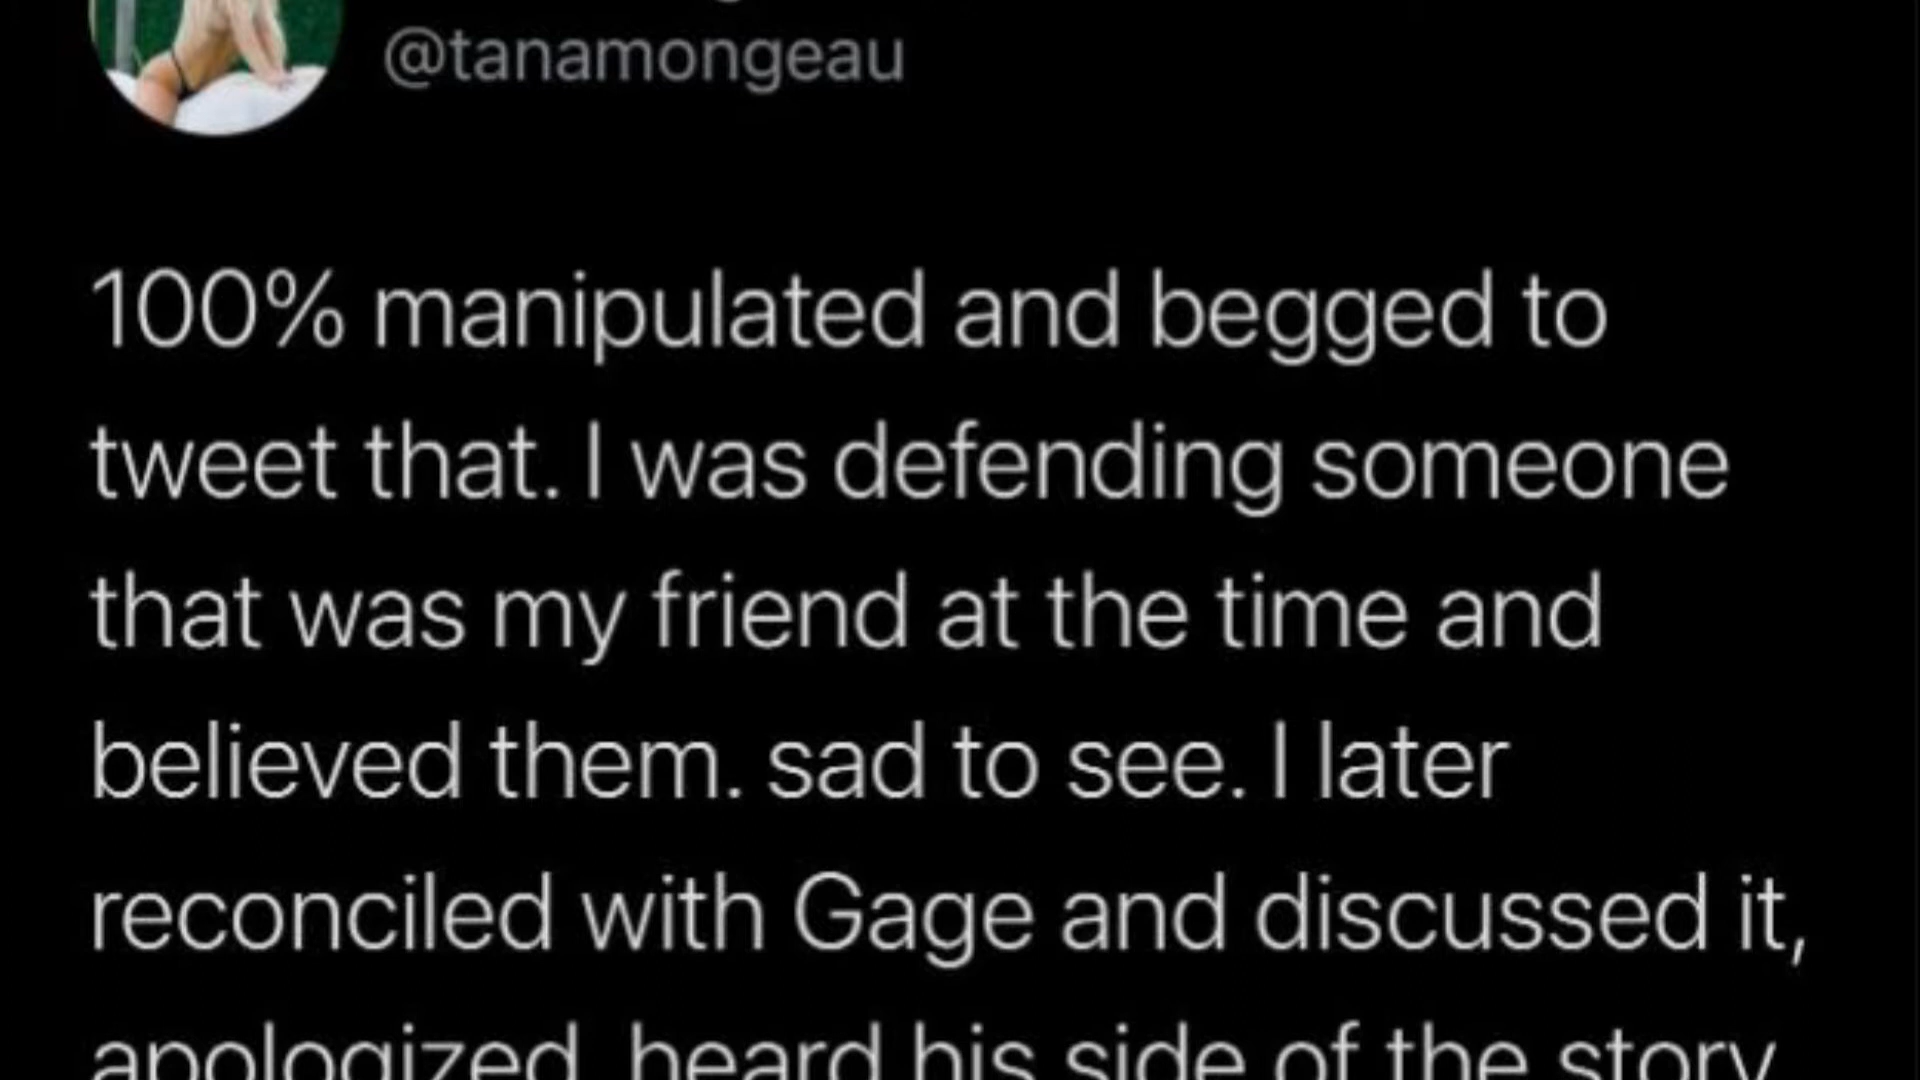 @tanamongeau
100% manipulated and begged to
tweet that. I was defending someone
that was my friend at the time and
believed them. sad to see. I later
reconciled with Gage and discussed it,
apologized, heard his side of the story